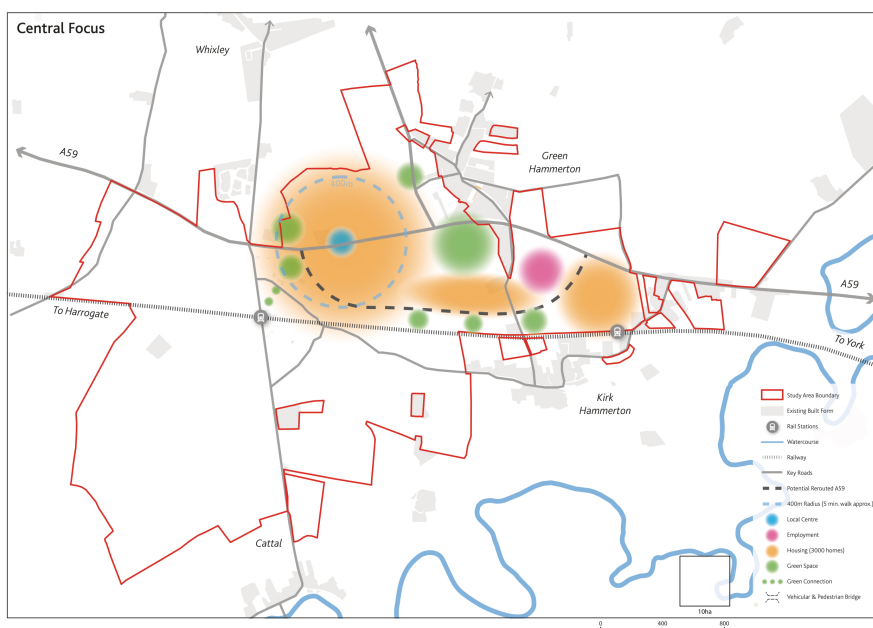 Central Focus
Whixley
A59
400m
Green
Hammerton
To Harrogate
A59
To York
Kirk
Hammerton
Cattal
Study Area Boundary
Existing Built Form
Rail Stations
Watercourse
Railway
Key Roads
Potential Rerouted A59
400m Radius (5 min. walk approx.)
Local Centre
Employment
Housing (3000 homes)
Green Space
Green Connection
Vehicular & Pedestrian Bridge
10ha
0 400 800